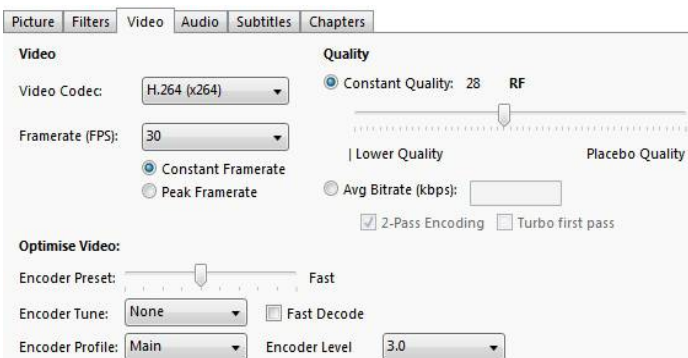 Picture Filters Video Audio Subtitles Chapters
Video
Video Codec: H.264 (x264)
Framerate (FPS): 30
Constant Framerate
Peak Framerate
Quality
Constant Quality: 28 RF
| Lower Quality Placebo Quality
Avg Bitrate (kbps):
2-Pass Encoding Turbo first pass
Optimise Video:
Encoder Preset: Fast
Encoder Tune: None Fast Decode
Encoder Profile: Main Encoder Level 3.0